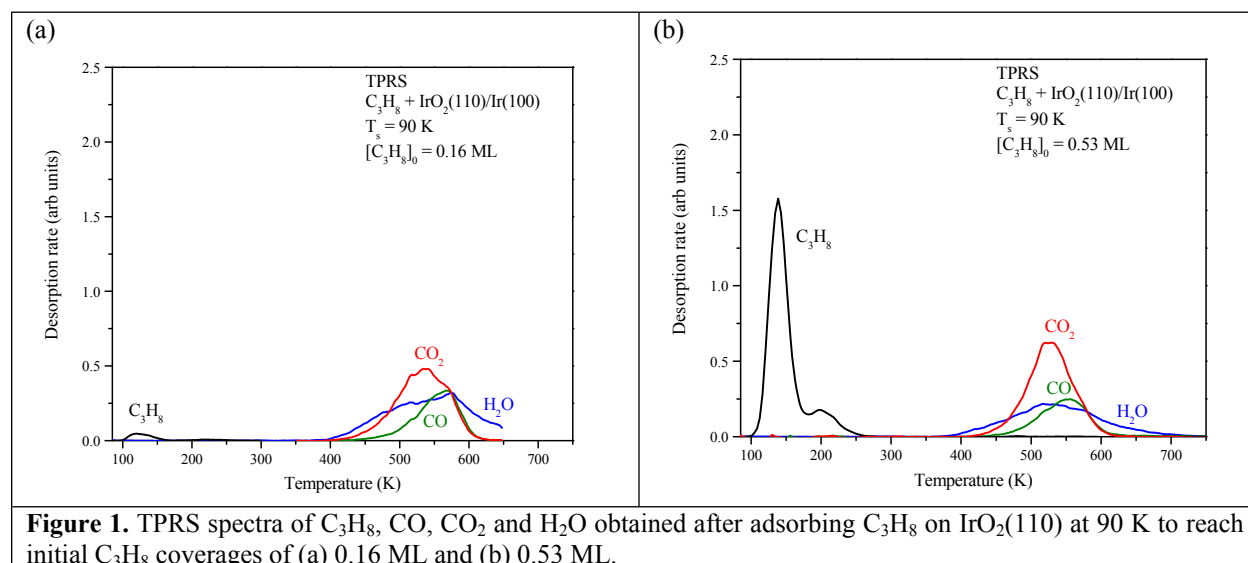 (a)
2.5
2.0
1.5
1.0
0.5
0.0
Desorption rate (arb units)
TPRS
C₃H₈ + IrO₂(110)/Ir(100)
Tₛ = 90 K
[C₃H₈]₀ = 0.16 ML
C₃H₈
CO₂
CO
H₂O
100 200 300 400 500 600 700
Temperature (K)
(b)
2.5
2.0
1.5
1.0
0.5
0.0
Desorption rate (arb units)
TPRS
C₃H₈ + IrO₂(110)/Ir(100)
Tₛ = 90 K
[C₃H₈]₀ = 0.53 ML
C₃H₈
CO₂
CO
H₂O
100 200 300 400 500 600 700
Temperature (K)
Figure 1. TPRS spectra of C₃H₈, CO, CO₂ and H₂O obtained after adsorbing C₃H₈ on IrO₂(110) at 90 K to reach
initial C₃H₈ coverages of (a) 0.16 ML and (b) 0.53 ML.